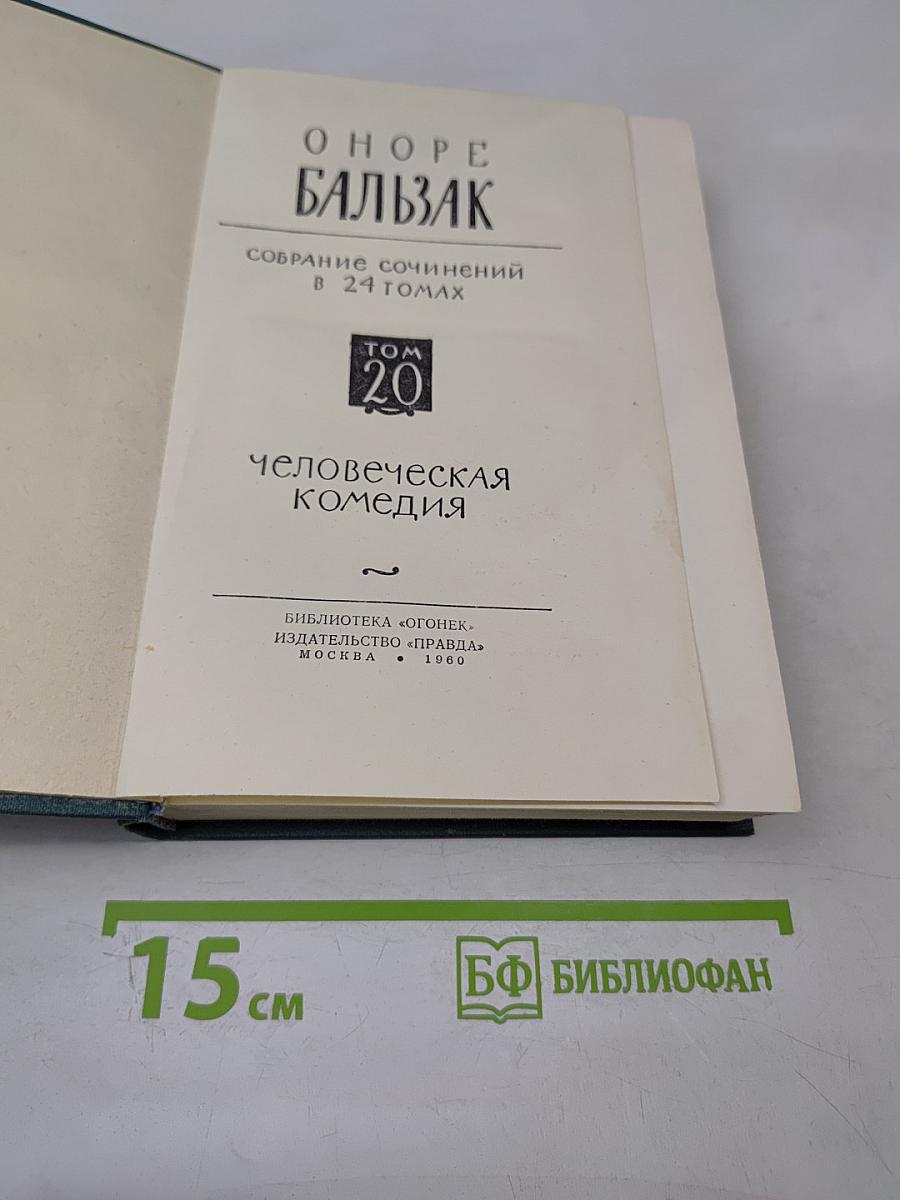 ОНОРЕ
БАЛЬЗАК
СОБРАНИЕ СОЧИНЕНИЙ
В 24 ТОМАХ
ТОМ
20
ЧЕЛОВЕЧЕСКАЯ
КОМЕДИЯ
БИБЛИОТЕКА «ОГОНЕК»
ИЗДАТЕЛЬСТВО «ПРАВДА»
МОСКВА • 1960
15 см
БФ БИБЛИОФАН